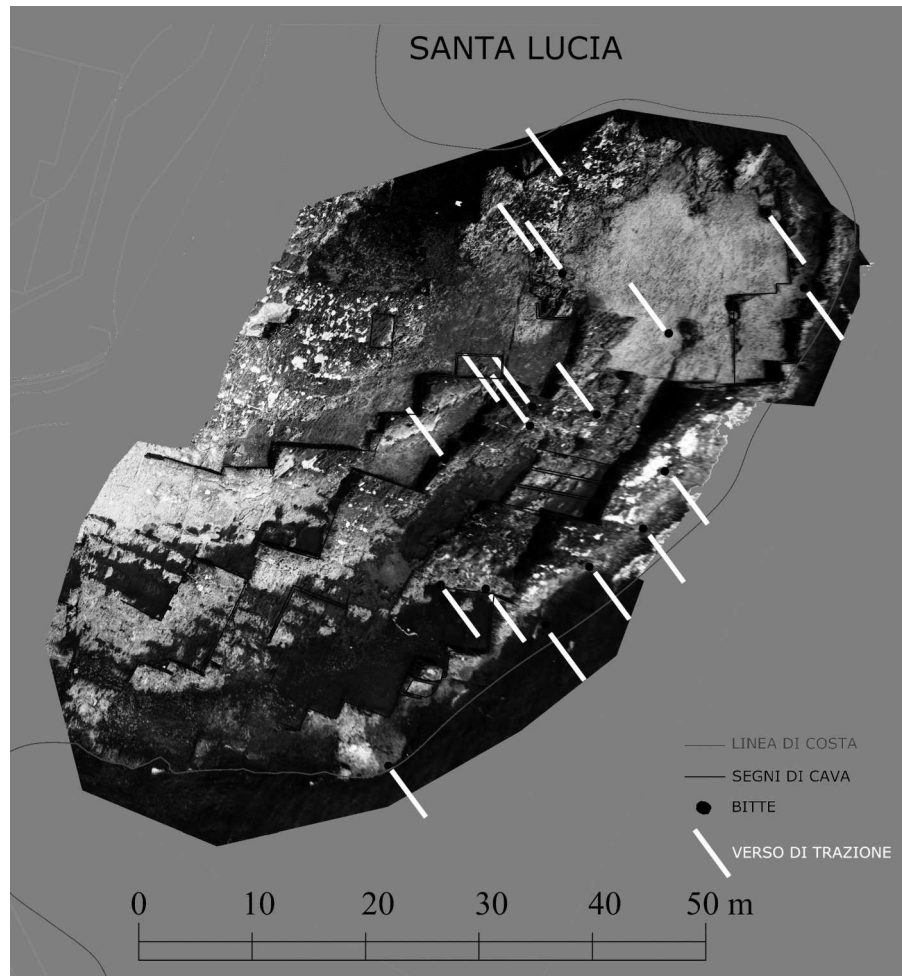 SANTA LUCIA
LINEA DI COSTA
SEGNI DI CAVA
BITTE
VERSO DI TRAZIONE
0 10 20 30 40 50 m